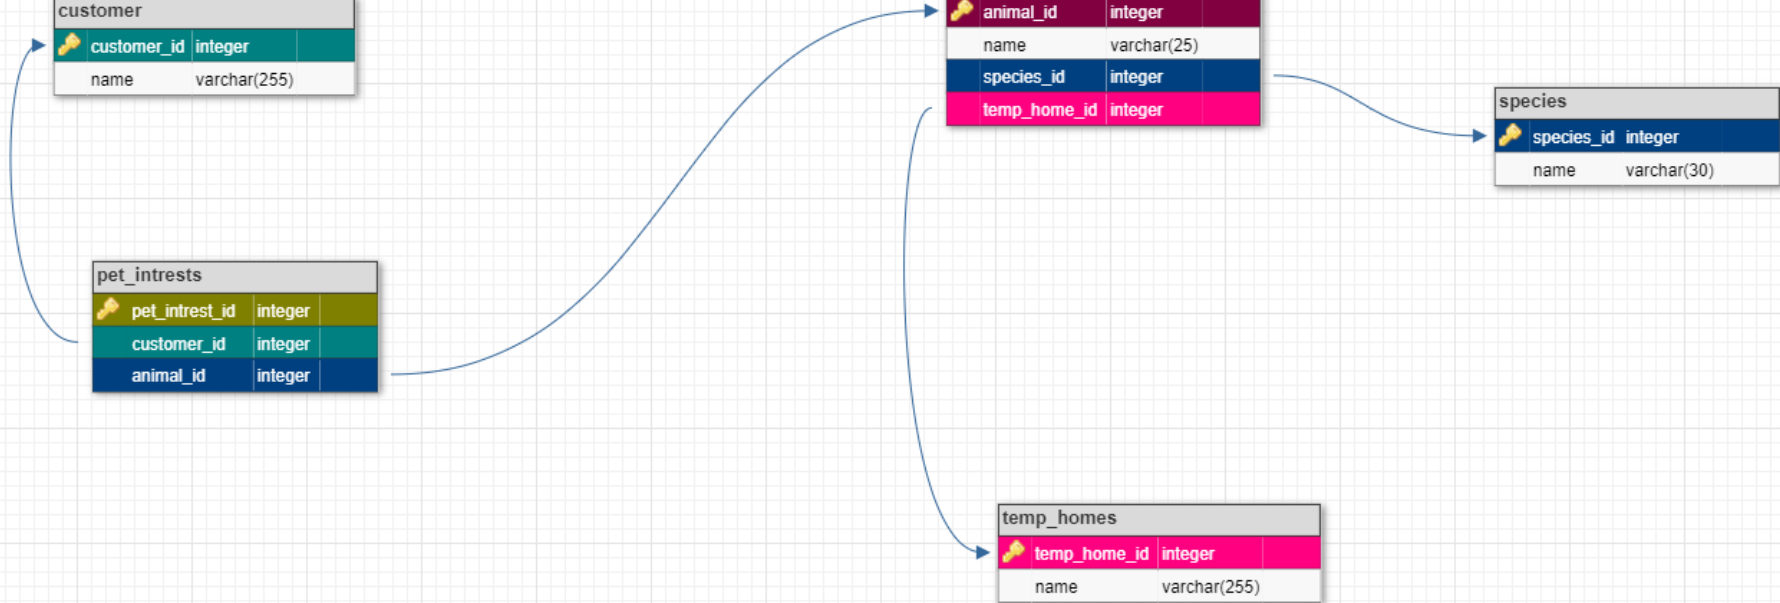 customer
customer_id integer
name varchar(255)
animal_id integer
name varchar(25)
species_id integer
temp_home_id integer
species
species_id integer
name varchar(30)
pet_intrests
pet_intrest_id integer
customer_id integer
animal_id integer
temp_homes
temp_home_id integer
name varchar(255)